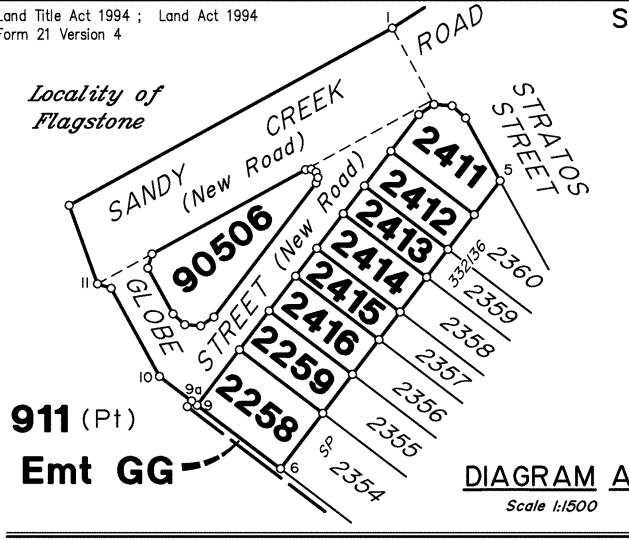 Land Title Act 1994 ; Land Act 1994
Form 21 Version 4
S
Locality of
Flagstone
SANDY CREEK ROAD
(New Road)
STRATOS
STREET
1
5
2411
2412
2413
2414
2415
2416
2259
2258
90506
GLOBE
STREET (New Road)
11
10
9a
9
6
332136
2360
2359
2358
2357
2356
2355
SP
2354
911 (Pt)
Emt GG
DIAGRAM A
Scale 1:1500